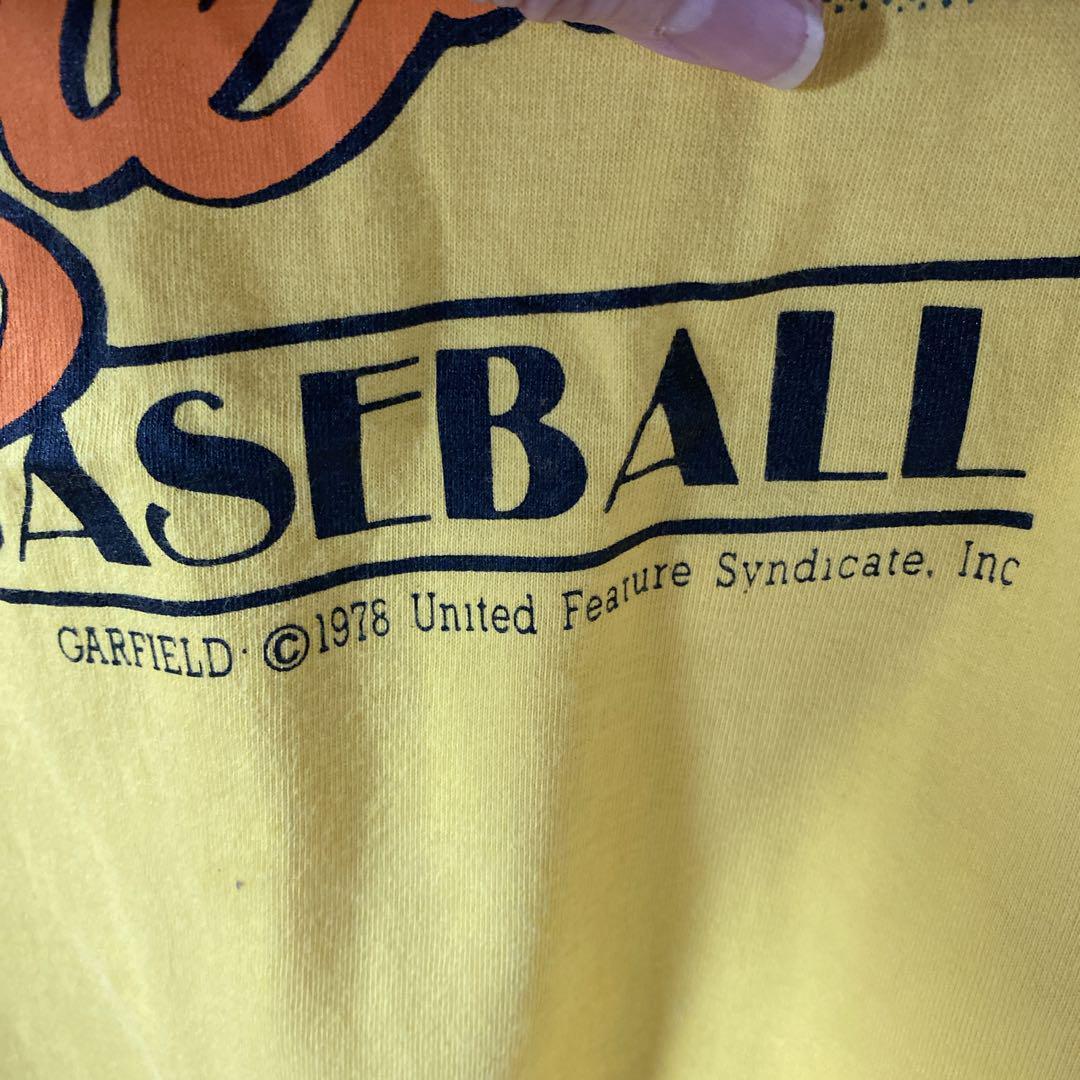 BASEBALL
GARFIELD · ©1978 United Feature Syndicate, Inc